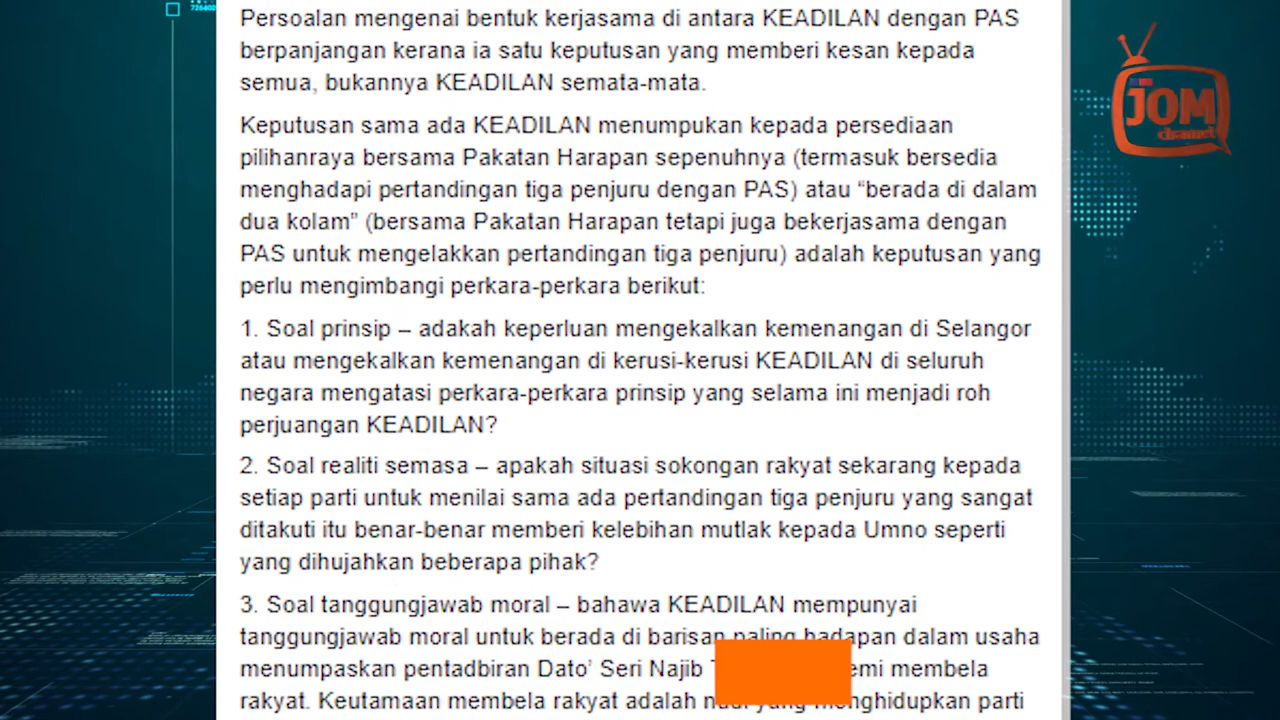 Persoalan mengenai bentuk kerjasama di antara KEADILAN dengan PAS
berpanjangan kerana ia satu keputusan yang memberi kesan kepada
semua, bukannya KEADILAN semata-mata.
Keputusan sama ada KEADILAN menumpukan kepada persediaan
pilihanraya bersama Pakatan Harapan sepenuhnya (termasuk bersedia
menghadapi pertandingan tiga penjuru dengan PAS) atau “berada di dalam
dua kolam” (bersama Pakatan Harapan tetapi juga bekerjasama dengan
PAS untuk mengelakkan pertandingan tiga penjuru) adalah keputusan yang
perlu mengimbangi perkara-perkara berikut:
1. Soal prinsip – adakah keperluan mengekalkan kemenangan di Selangor
atau mengekalkan kemenangan di kerusi-kerusi KEADILAN di seluruh
negara mengatasi perkara-perkara prinsip yang selama ini menjadi roh
perjuangan KEADILAN?
2. Soal realiti semasa – apakah situasi sokongan rakyat sekarang kepada
setiap parti untuk menilai sama ada pertandingan tiga penjuru yang sangat
ditakuti itu benar-benar memberi kelebihan mutlak kepada Umno seperti
yang dihujahkan beberapa pihak?
3. Soal tanggungjawab moral – bahawa KEADILAN mempunyai
tanggungjawab moral untuk berada di barisan paling hadapan dalam usaha
menumpaskan pentadbiran Dato’ Seri Najib membela
rakyat. Keutamaan membela rakyat adalah yang menghidupkan parti
JOM
channel